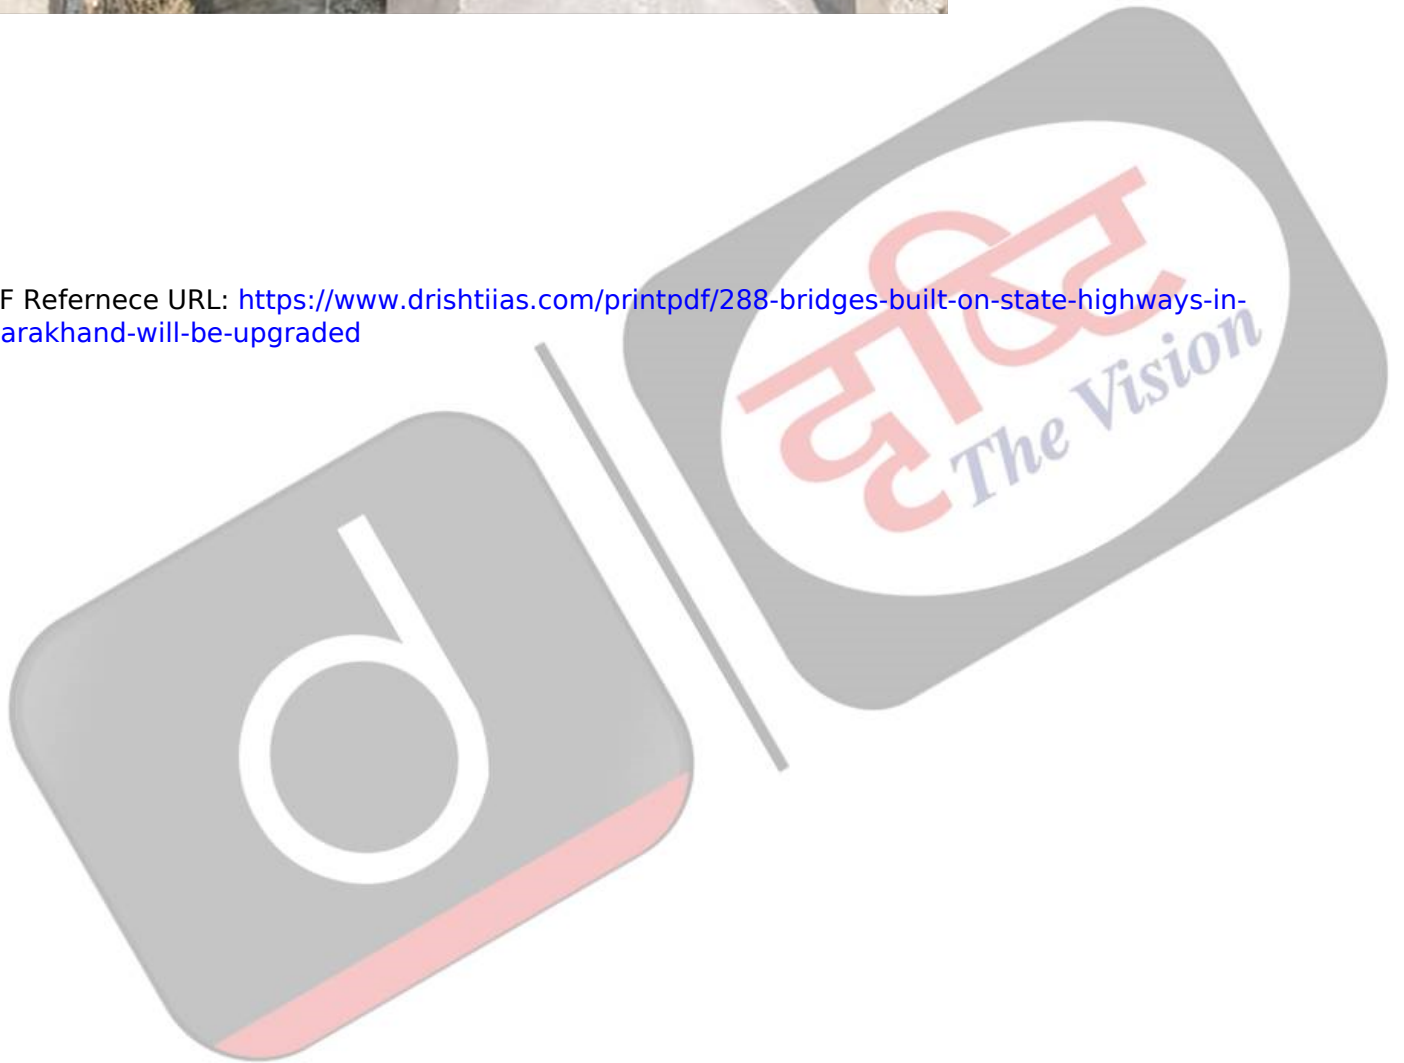 F Refernece URL: https://www.drishtiias.com/printpdf/288-bridges-built-on-state-highways-in-
arakhand-will-be-upgraded
दृष्टि
The Vision
d